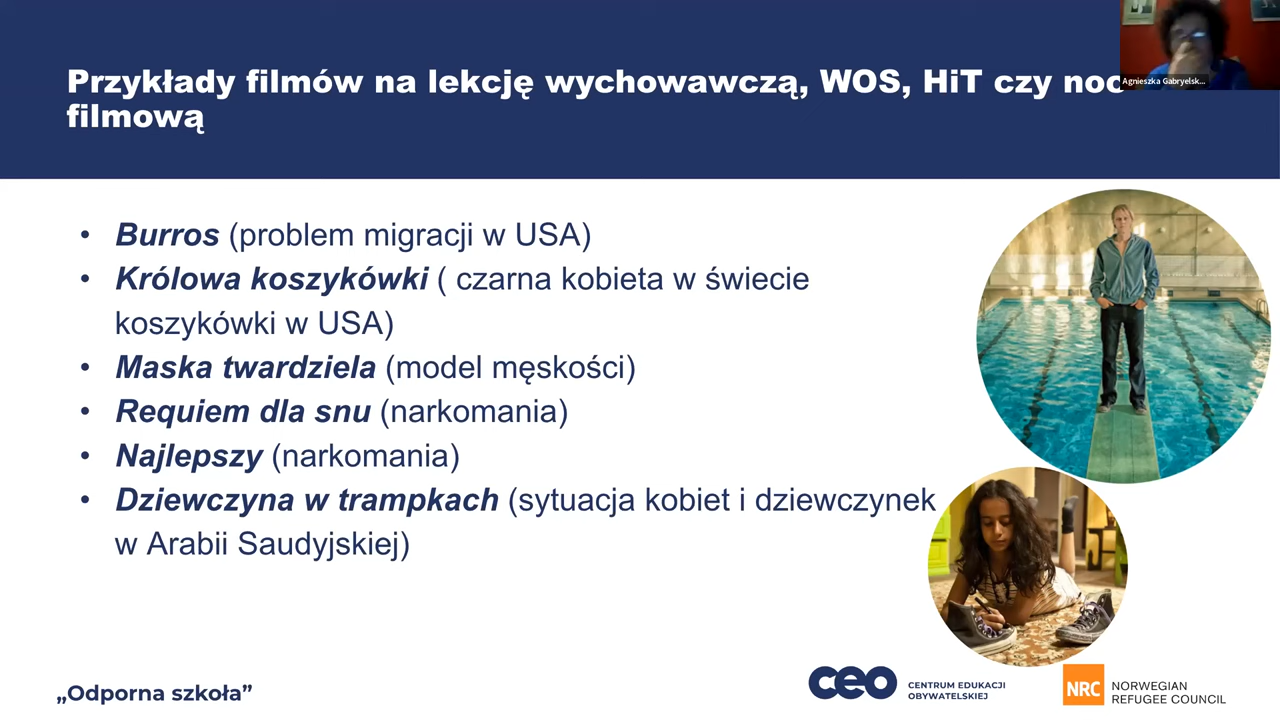 Przykłady filmów na lekcję wychowawczą, WOS, HiT czy noc
filmową
Agnieszka Gabryelsk...
• Burros (problem migracji w USA)
• Królowa koszykówki ( czarna kobieta w świecie
koszykówki w USA)
• Maska twardziela (model męskości)
• Requiem dla snu (narkomania)
• Najlepszy (narkomania)
• Dziewczyna w trampkach (sytuacja kobiet i dziewczynek
w Arabii Saudyjskiej)
„Odporna szkoła”
ceo
CENTRUM EDUKACJI
OBYWATELSKIEJ
NRC
NORWEGIAN
REFUGEE COUNCIL